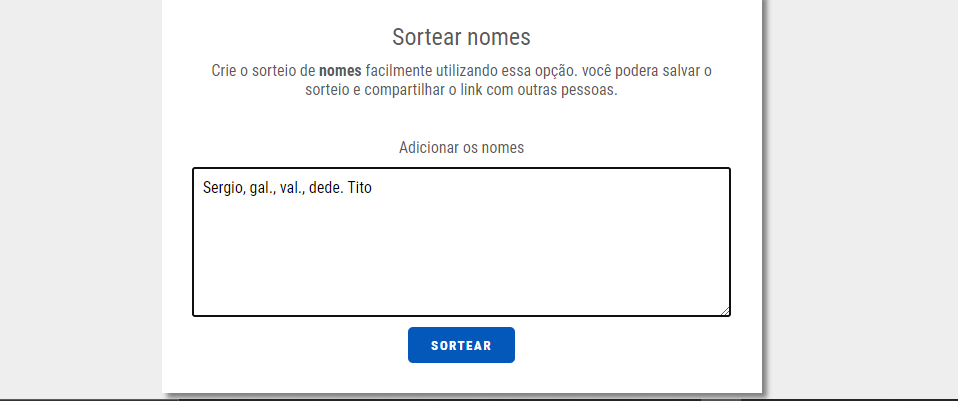 Sortear nomes
Crie o sorteio de nomes facilmente utilizando essa opção. você podera salvar o
sorteio e compartilhar o link com outras pessoas.
Adicionar os nomes
Sergio, gal., val., dede. Tito
SORTEAR